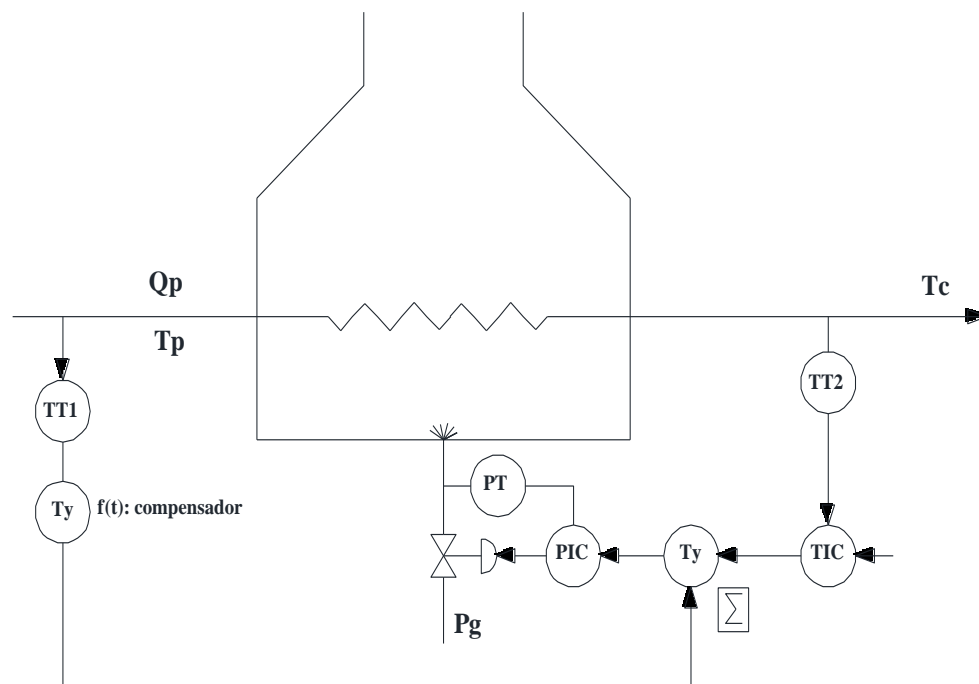 Qp
Tc
Tp
TT1
TT2
Ty
f(t): compensador
PT
PIC
Ty
TIC
Σ
Pg